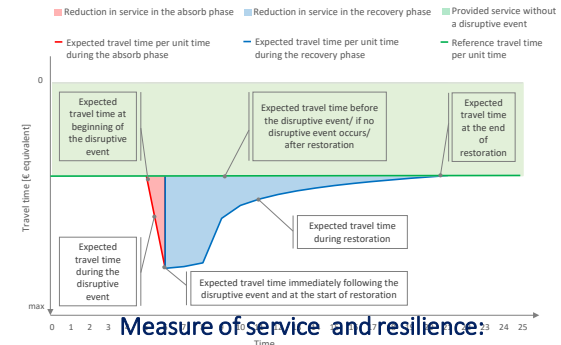 Reduction in service in the absorb phase
Reduction in service in the recovery phase
Provided service without
a disruptive event
Expected travel time per unit time
during the absorb phase
Expected travel time per unit time
during the recovery phase
Reference travel time
per unit time
0
Expected
travel time at
beginning of
the disruptive
event
Expected travel time before
the disruptive event/ if no
disruptive event occurs/
after restoration
Expected
travel time
at the end
of
restoration
Travel time [€ equivalent]
Expected travel time
during restoration
Expected
travel time
during the
disruptive
event
Expected travel time immediately following the
disruptive event and at the start of restoration
max
0 1 2 3 23 24 25
Measure of service and resilience:
Time